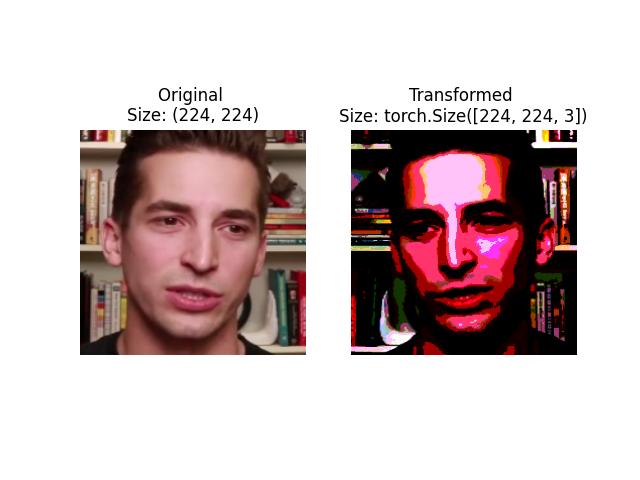 Original
Size: (224, 224)
Transformed
Size: torch.Size([224, 224, 3])